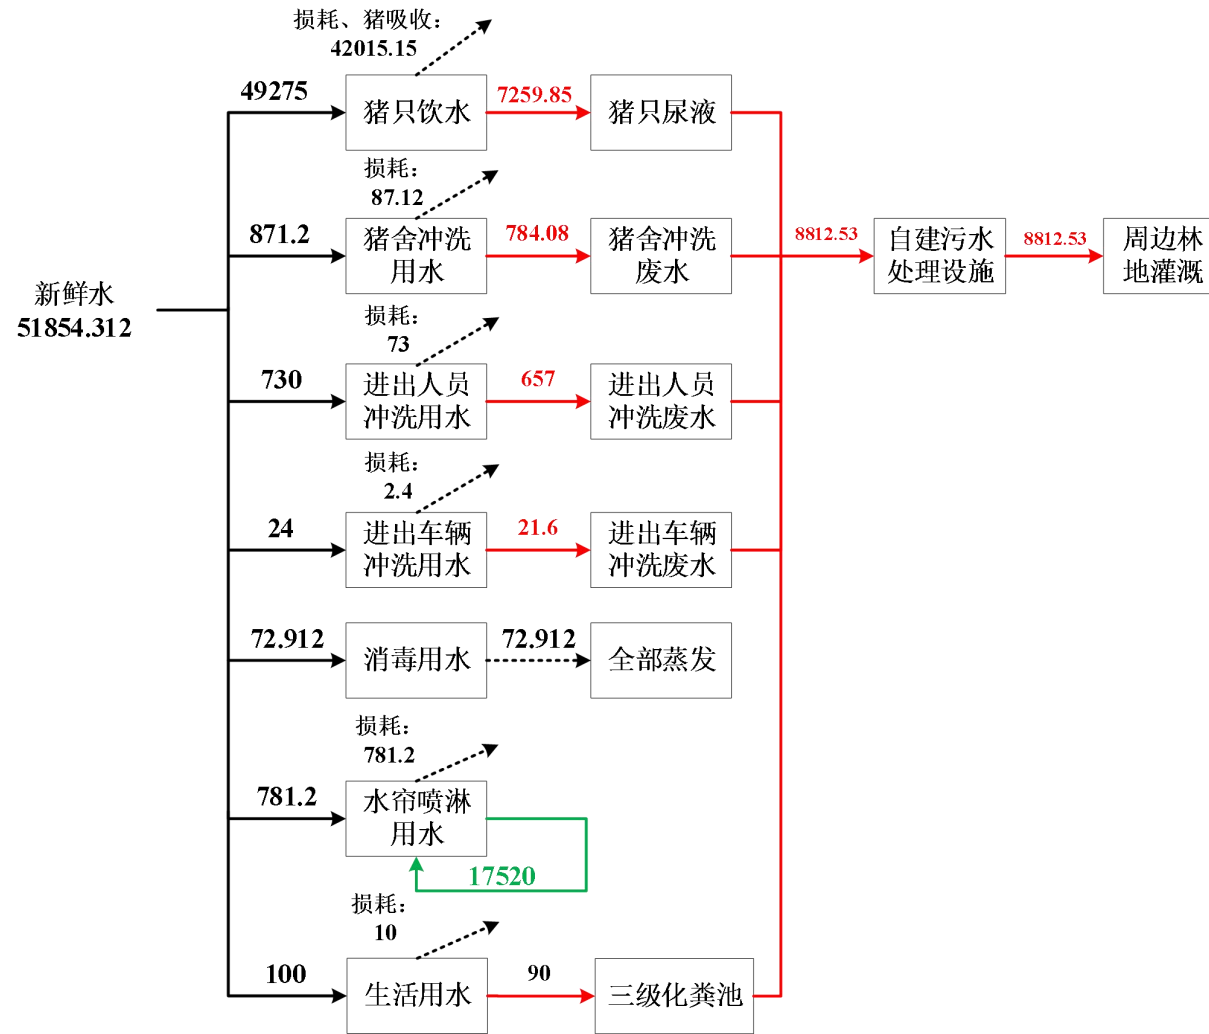 损耗、猪吸收：
42015.15
49275
猪只饮水
7259.85
猪只尿液
损耗：
87.12
871.2
猪舍冲洗
用水
784.08
猪舍冲洗
废水
8812.53
自建污水
处理设施
8812.53
周边林
地灌溉
新鲜水
51854.312
损耗：
73
730
进出人员
冲洗用水
657
进出人员
冲洗废水
损耗：
2.4
24
进出车辆
冲洗用水
21.6
进出车辆
冲洗废水
72.912
消毒用水
72.912
全部蒸发
损耗：
781.2
781.2
水帘喷淋
用水
17520
损耗：
10
100
生活用水
90
三级化粪池